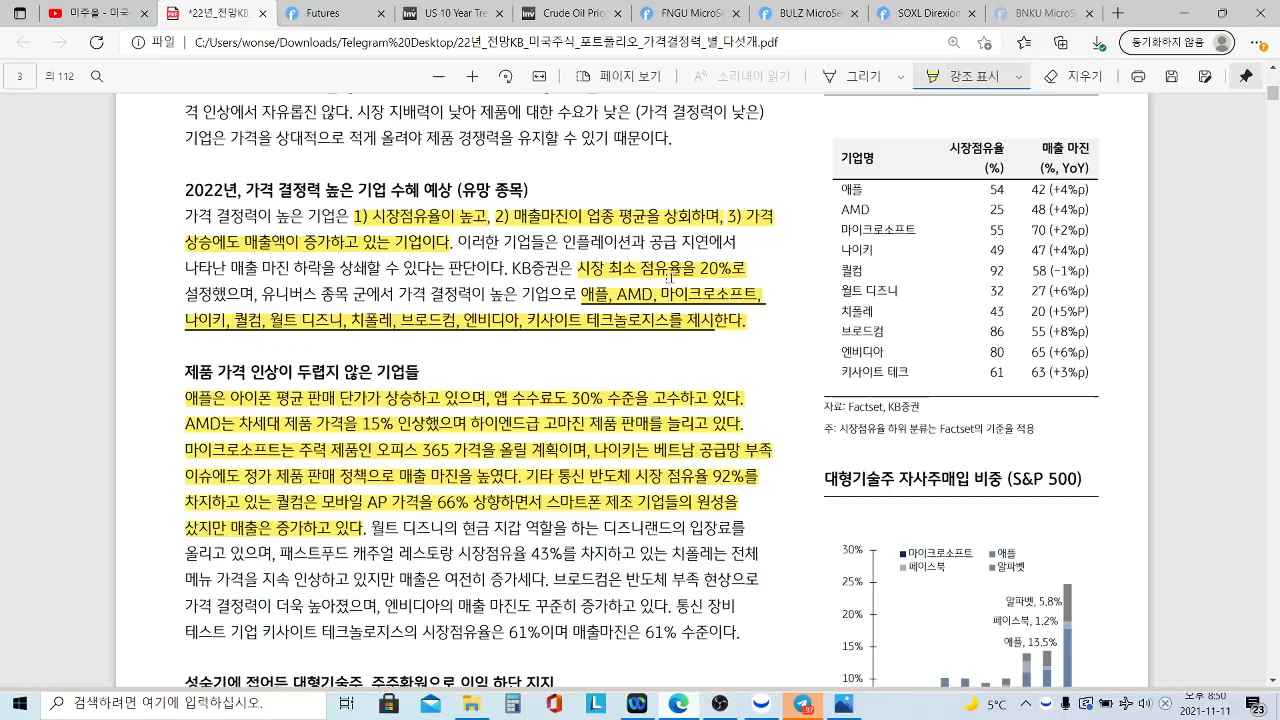 미주은 - 미국
*22년_전망KB_
Futures
US 10 Year
Crude Oil Pric
FNGU MicroSe
BULZ MicroSe
SOXL Direxion
BNKU MicroSe
파일
C:/Users/wonse/Downloads/Telegram%20Desktop/22년_전망KB_미국주식_포트폴리오_가격결정력_별_다섯개.pdf
동기화하지 않음
3 의 112
페이지 보기
소리내어 읽기
그리기
강조 표시
지우기
격 인상에서 자유롭진 않다. 시장 지배력이 낮아 제품에 대한 수요가 낮은 (가격 결정력이 낮은)
기업은 가격을 상대적으로 적게 올려야 제품 경쟁력을 유지할 수 있기 때문이다.
2022년, 가격 결정력 높은 기업 수혜 예상 (유망 종목)
가격 결정력이 높은 기업은 1) 시장점유율이 높고, 2) 매출마진이 업종 평균을 상회하며, 3) 가격
상승에도 매출액이 증가하고 있는 기업이다. 이러한 기업들은 인플레이션과 공급 지연에서
나타난 매출 마진 하락을 상쇄할 수 있다는 판단이다. KB증권은 시장 최소 점유율을 20%로
설정했으며, 유니버스 종목 군에서 가격 결정력이 높은 기업으로 애플, AMD, 마이크로소프트,
나이키, 퀄컴, 월트 디즈니, 치폴레, 브로드컴, 엔비디아, 키사이트 테크놀로지스를 제시한다.
제품 가격 인상이 두렵지 않은 기업들
애플은 아이폰 평균 판매 단가가 상승하고 있으며, 앱 수수료도 30% 수준을 고수하고 있다.
AMD는 차세대 제품 가격을 15% 인상했으며 하이엔드급 고마진 제품 판매를 늘리고 있다.
마이크로소프트는 주력 제품인 오피스 365 가격을 올릴 계획이며, 나이키는 베트남 공급망 부족
이슈에도 정가 제품 판매 정책으로 매출 마진을 높였다. 기타 통신 반도체 시장 점유율 92%를
차지하고 있는 퀄컴은 모바일 AP 가격을 66% 상향하면서 스마트폰 제조 기업들의 원성을
샀지만 매출은 증가하고 있다. 월트 디즈니의 현금 지갑 역할을 하는 디즈니랜드의 입장료를
올리고 있으며, 패스트푸드 캐주얼 레스토랑 시장점유율 43%를 차지하고 있는 치폴레는 전체
메뉴 가격을 지속 인상하고 있지만 매출은 여전히 증가세다. 브로드컴은 반도체 부족 현상으로
가격 결정력이 더욱 높아졌으며, 엔비디아의 매출 마진도 꾸준히 증가하고 있다. 통신 장비
테스트 기업 키사이트 테크놀로지스의 시장점유율은 61%이며 매출마진은 61% 수준이다.
성숙기에 접어든 대형기술주, 주주환원으로 이익 하단 지지
기업명 시장점유율 (%) 매출 마진 (%, YoY)
애플 54 42 (+4%p)
AMD 25 48 (+4%p)
마이크로소프트 55 70 (+2%p)
나이키 49 47 (+4%p)
퀄컴 92 58 (-1%p)
월트 디즈니 32 27 (+6%p)
치폴레 43 20 (+5%P)
브로드컴 86 55 (+8%p)
엔비디아 80 65 (+6%p)
키사이트 테크 61 63 (+3%p)
자료: Factset, KB증권
주: 시장점유율 하위 분류는 Factset의 기준을 적용
대형기술주 자사주매입 비중 (S&P 500)
30%
마이크로소프트 애플
페이스북 알파벳
25%
알파벳, 5.8%
20%
페이스북, 1.2%
애플, 13.5%
15%
10%
검색하려면 여기에 입력하십시오.
97
5℃
오후 8:50
2021-11-11
23